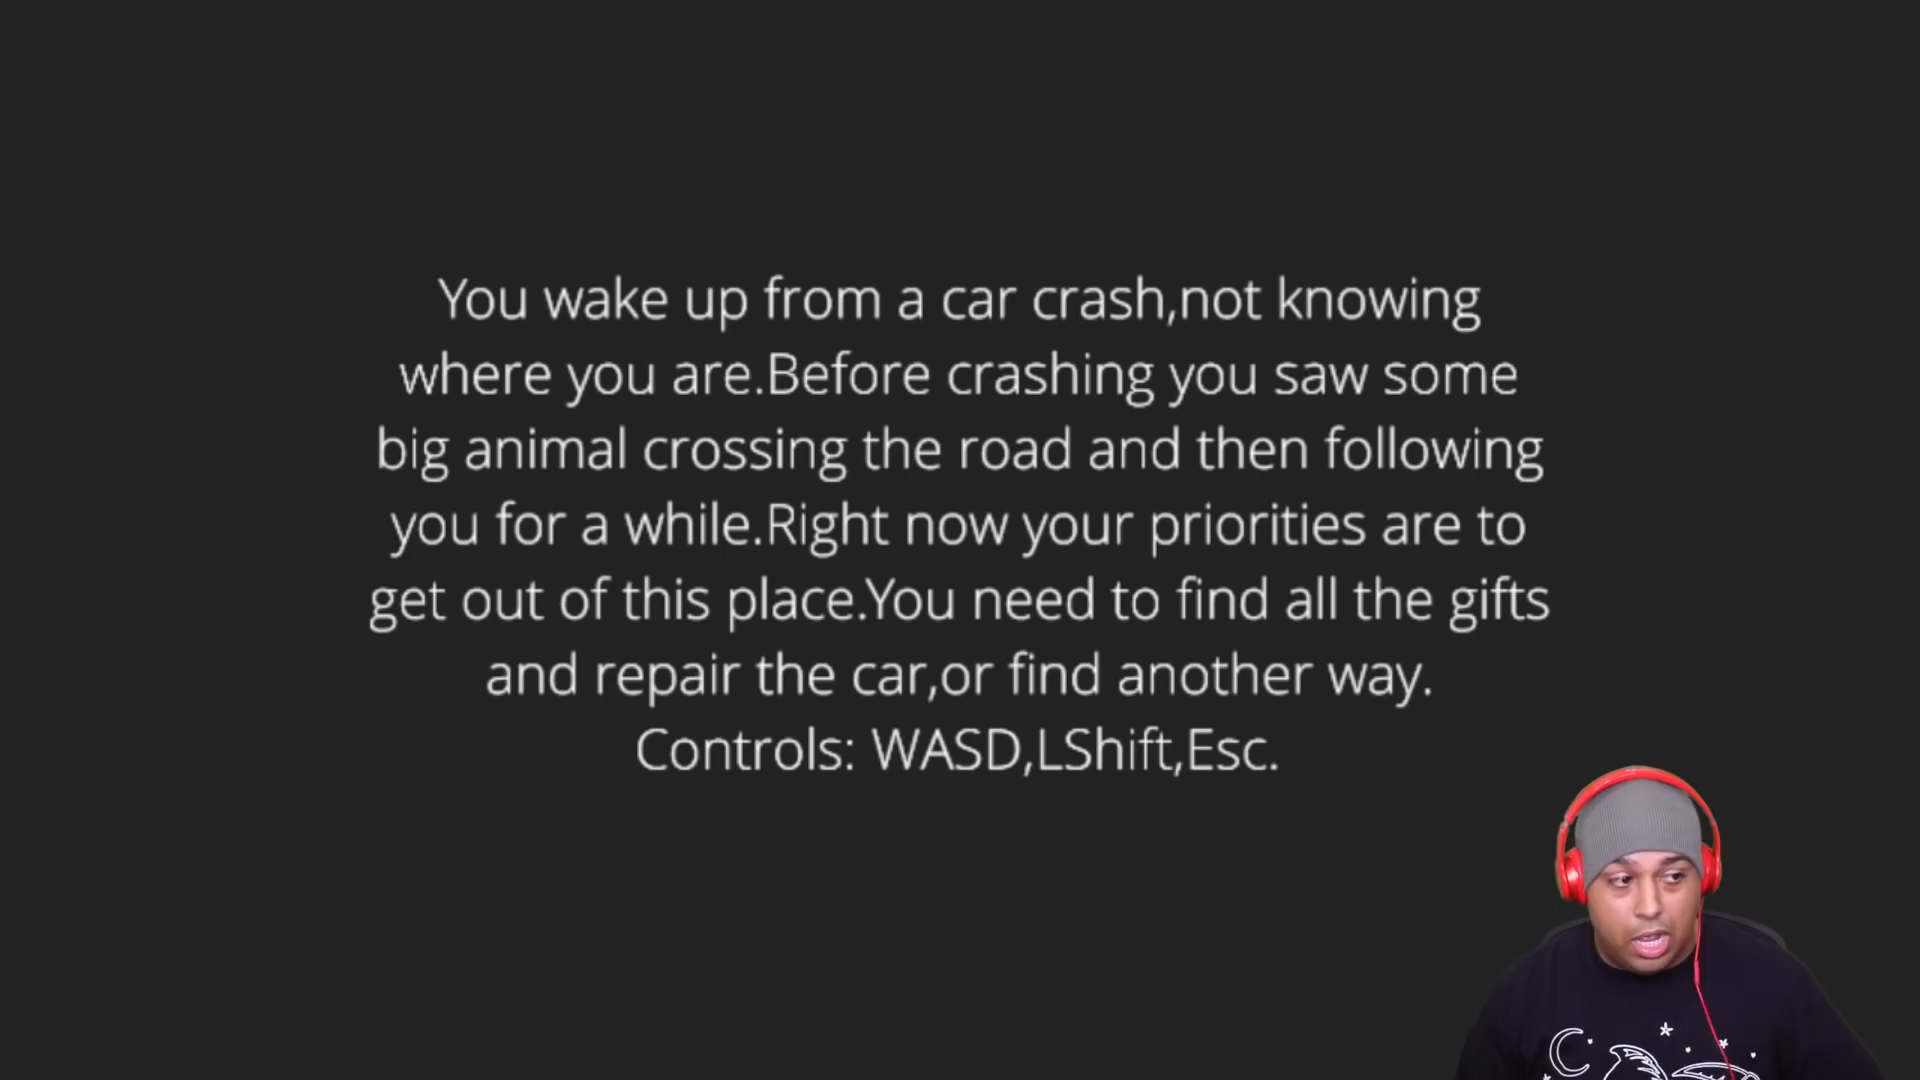 You wake up from a car crash,not knowing
where you are.Before crashing you saw some
big animal crossing the road and then following
you for a while.Right now your priorities are to
get out of this place.You need to find all the gifts
and repair the car,or find another way.
Controls: WASD,LShift,Esc.